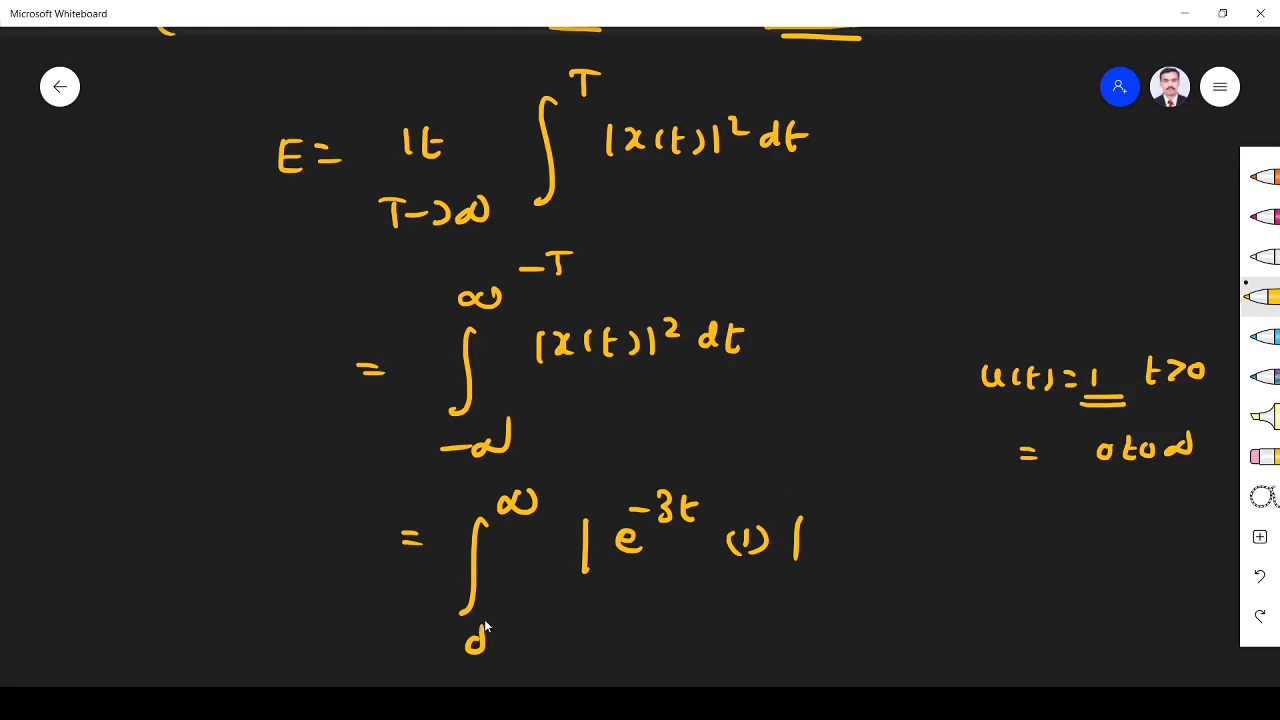 Microsoft Whiteboard
T
E = lt ∫ |x(t)|² dt
T->∞
-T
∞
= ∫ |x(t)|² dt
u(t) = 1 t≥0
-∞
= 0 to ∞
∞
= ∫ | e^{-3t} (1) |
0